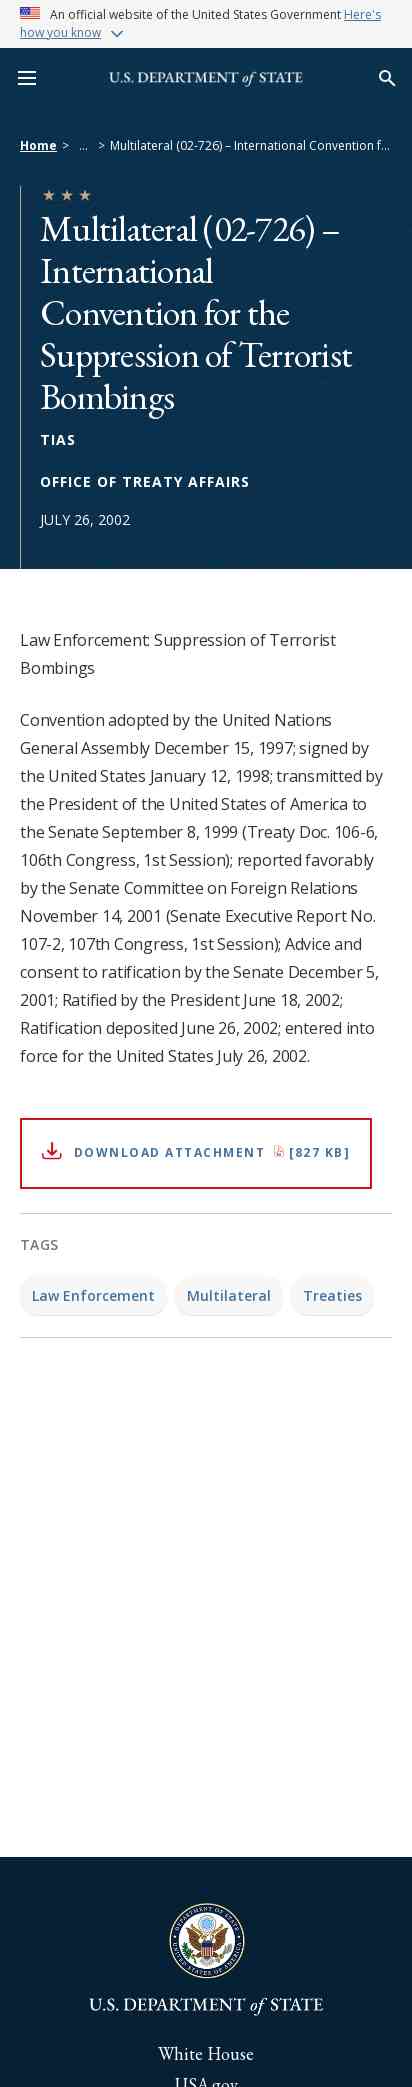 An official website of the United States Government Here's
how you know
U.S. DEPARTMENT of STATE
Home > ... > Multilateral (02-726) – International Convention f...
Multilateral (02-726) –
International
Convention for the
Suppression of Terrorist
Bombings
TIAS
OFFICE OF TREATY AFFAIRS
JULY 26, 2002
Law Enforcement: Suppression of Terrorist
Bombings
Convention adopted by the United Nations
General Assembly December 15, 1997; signed by
the United States January 12, 1998; transmitted by
the President of the United States of America to
the Senate September 8, 1999 (Treaty Doc. 106-6,
106th Congress, 1st Session); reported favorably
by the Senate Committee on Foreign Relations
November 14, 2001 (Senate Executive Report No.
107-2, 107th Congress, 1st Session); Advice and
consent to ratification by the Senate December 5,
2001; Ratified by the President June 18, 2002;
Ratification deposited June 26, 2002; entered into
force for the United States July 26, 2002.
DOWNLOAD ATTACHMENT [827 KB]
TAGS
Law Enforcement Multilateral Treaties
DEPARTMENT OF STATE
UNITED STATES OF AMERICA
U.S. DEPARTMENT of STATE
White House
USA.gov